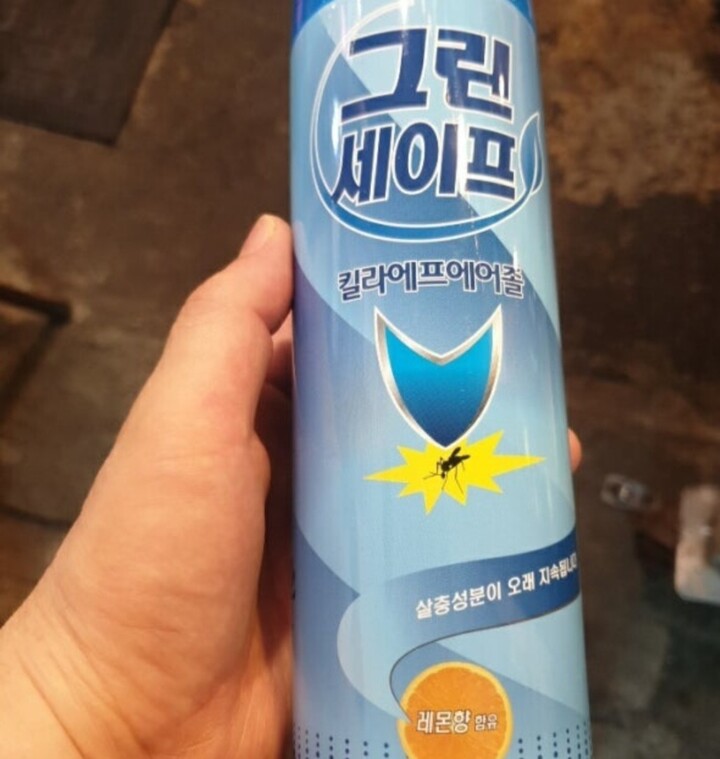 그린
세이프
킬라에프에어졸
살충성분이 오래 지속됩니다
레몬향 함유